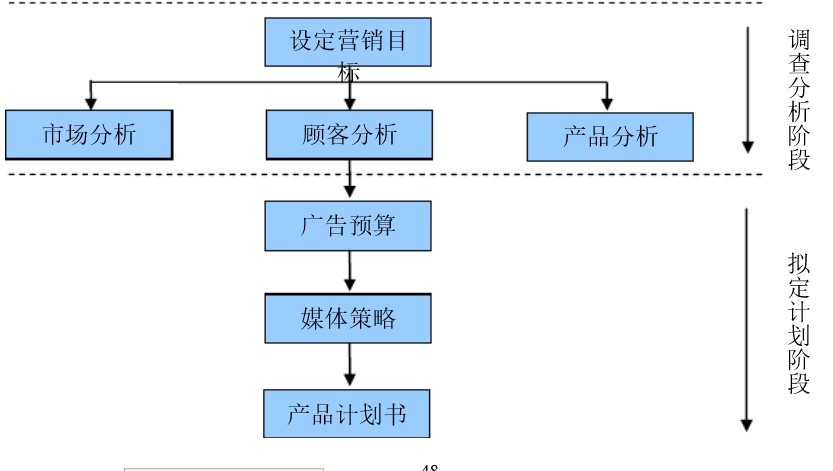 设定营销目
标
市场分析
顾客分析
产品分析
调查分析阶段
广告预算
媒体策略
产品计划书
拟定计划阶段
48